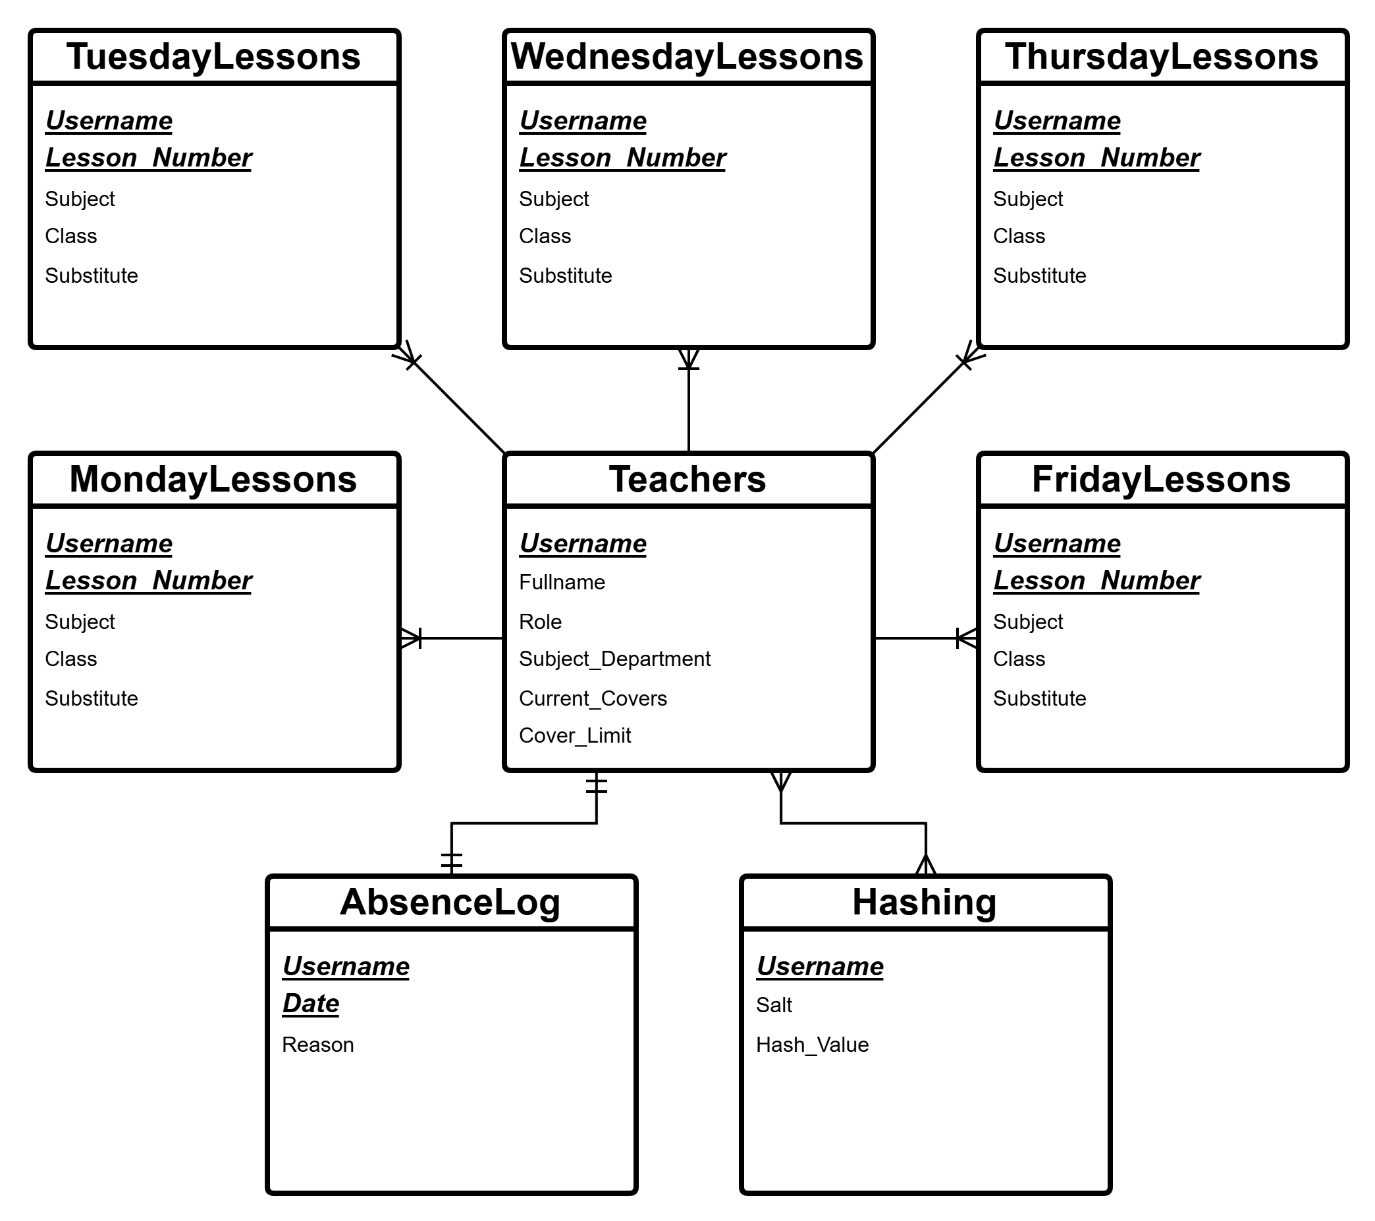 TuesdayLessons
Username
Lesson_Number
Subject
Class
Substitute
WednesdayLessons
Username
Lesson_Number
Subject
Class
Substitute
ThursdayLessons
Username
Lesson_Number
Subject
Class
Substitute
MondayLessons
Username
Lesson_Number
Subject
Class
Substitute
Teachers
Username
Fullname
Role
Subject_Department
Current_Covers
Cover_Limit
FridayLessons
Username
Lesson_Number
Subject
Class
Substitute
AbsenceLog
Username
Date
Reason
Hashing
Username
Salt
Hash_Value